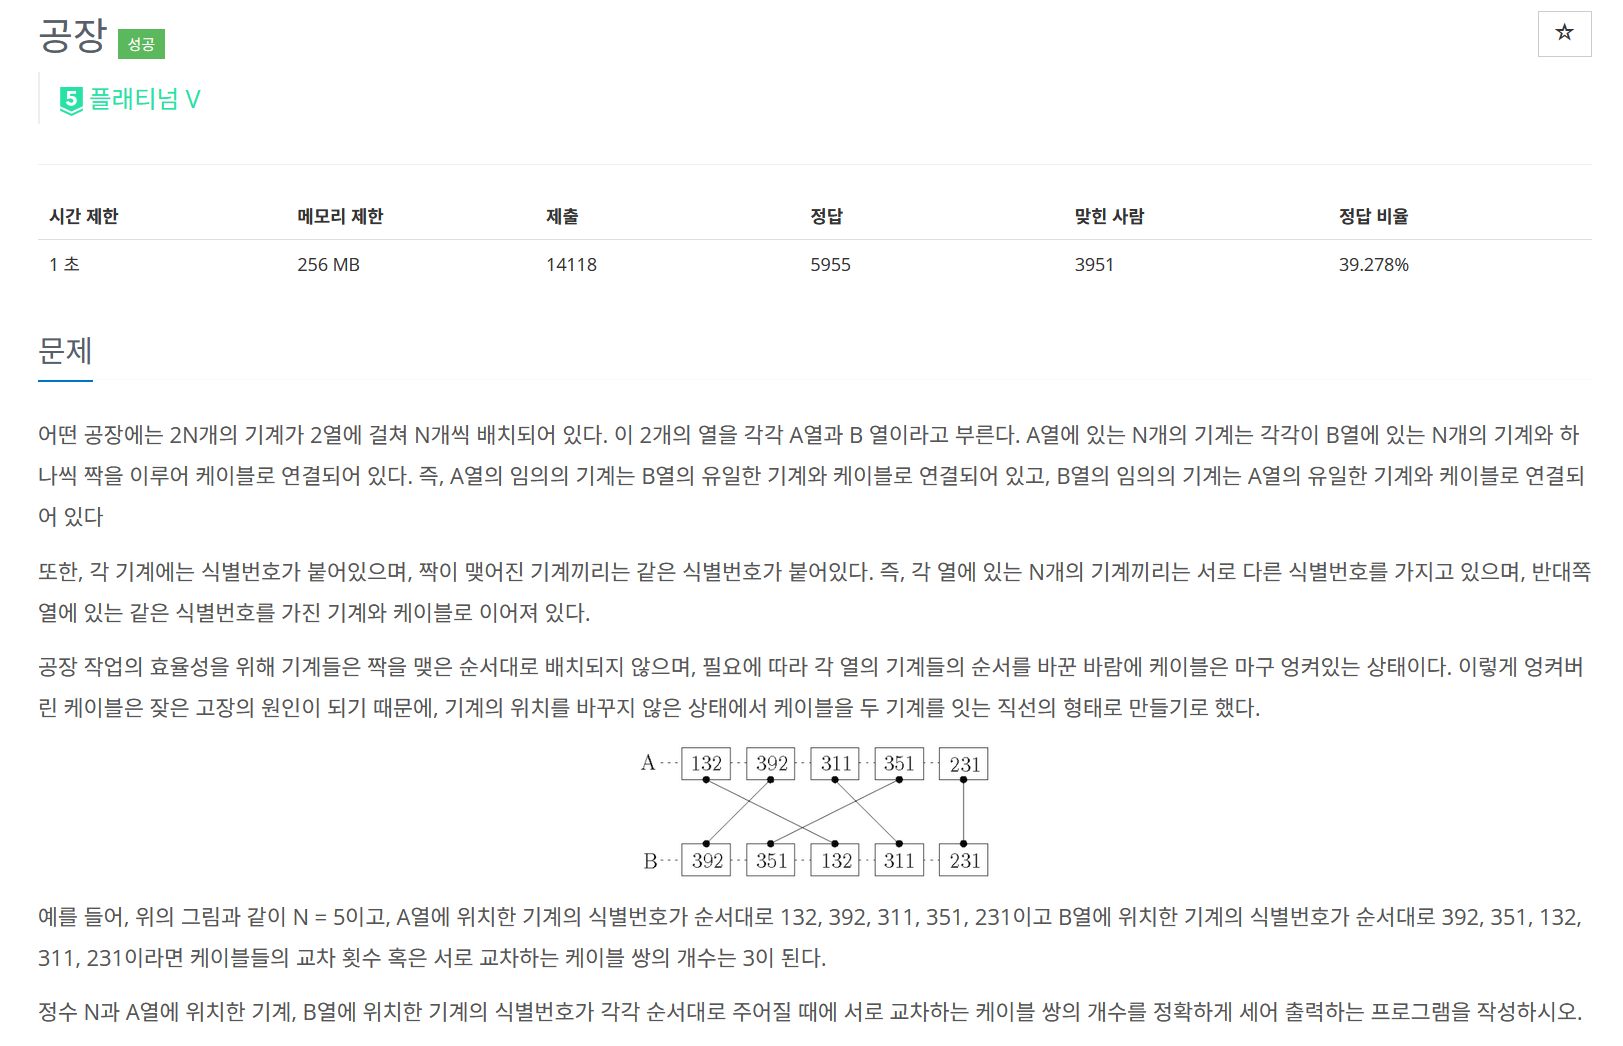 공장 성공
☆
5 플래티넘 V
시간 제한 메모리 제한 제출 정답 맞힌 사람 정답 비율
1 초 256 MB 14118 5955 3951 39.278%
문제
어떤 공장에는 2N개의 기계가 2열에 걸쳐 N개씩 배치되어 있다. 이 2개의 열을 각각 A열과 B 열이라고 부른다. A열에 있는 N개의 기계는 각각이 B열에 있는 N개의 기계와 하
나씩 짝을 이루어 케이블로 연결되어 있다. 즉, A열의 임의의 기계는 B열의 유일한 기계와 케이블로 연결되어 있고, B열의 임의의 기계는 A열의 유일한 기계와 케이블로 연결되
어 있다
또한, 각 기계에는 식별번호가 붙어있으며, 짝이 맺어진 기계끼리는 같은 식별번호가 붙어있다. 즉, 각 열에 있는 N개의 기계끼리는 서로 다른 식별번호를 가지고 있으며, 반대쪽
열에 있는 같은 식별번호를 가진 기계와 케이블로 이어져 있다.
공장 작업의 효율성을 위해 기계들은 짝을 맺은 순서대로 배치되지 않으며, 필요에 따라 각 열의 기계들의 순서를 바꾼 바람에 케이블은 마구 엉켜있는 상태이다. 이렇게 엉켜버
린 케이블은 잦은 고장의 원인이 되기 때문에, 기계의 위치를 바꾸지 않은 상태에서 케이블을 두 기계를 잇는 직선의 형태로 만들기로 했다.
A 132 392 311 351 231
B 392 351 132 311 231
예를 들어, 위의 그림과 같이 N = 5이고, A열에 위치한 기계의 식별번호가 순서대로 132, 392, 311, 351, 231이고 B열에 위치한 기계의 식별번호가 순서대로 392, 351, 132,
311, 231이라면 케이블들의 교차 횟수 혹은 서로 교차하는 케이블 쌍의 개수는 3이 된다.
정수 N과 A열에 위치한 기계, B열에 위치한 기계의 식별번호가 각각 순서대로 주어질 때에 서로 교차하는 케이블 쌍의 개수를 정확하게 세어 출력하는 프로그램을 작성하시오.